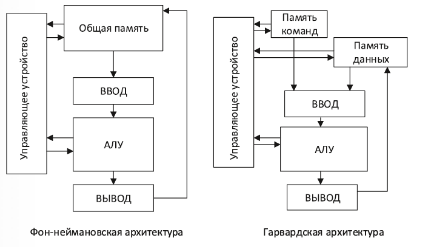 Управляющее устройство
Общая память
ВВОД
АЛУ
ВЫВОД
Фон-неймановская архитектура
Управляющее устройство
Память
команд
Память
данных
ВВОД
АЛУ
ВЫВОД
Гарвардская архитектура